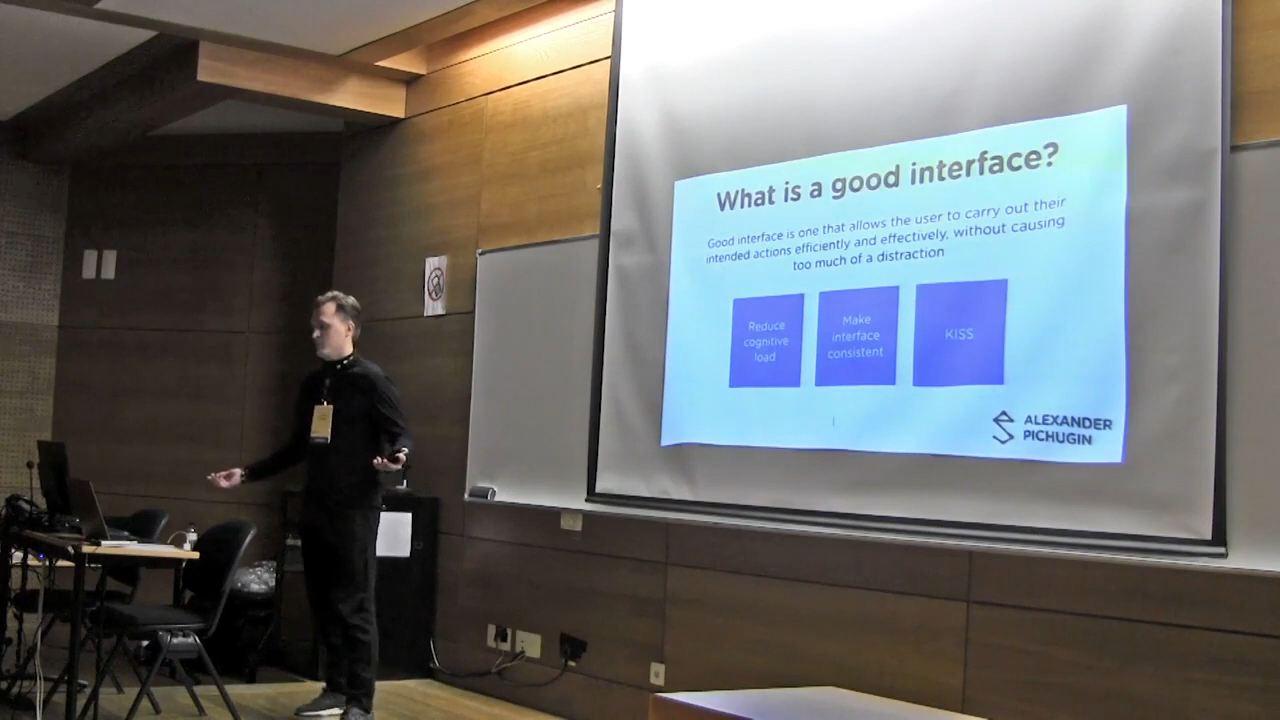 What is a good interface?
Good interface is one that allows the user to carry out their
intended actions efficiently and effectively, without causing
too much of a distraction
Reduce
cognitive
load
Make
interface
consistent
KISS
ALEXANDER
PICHUGIN